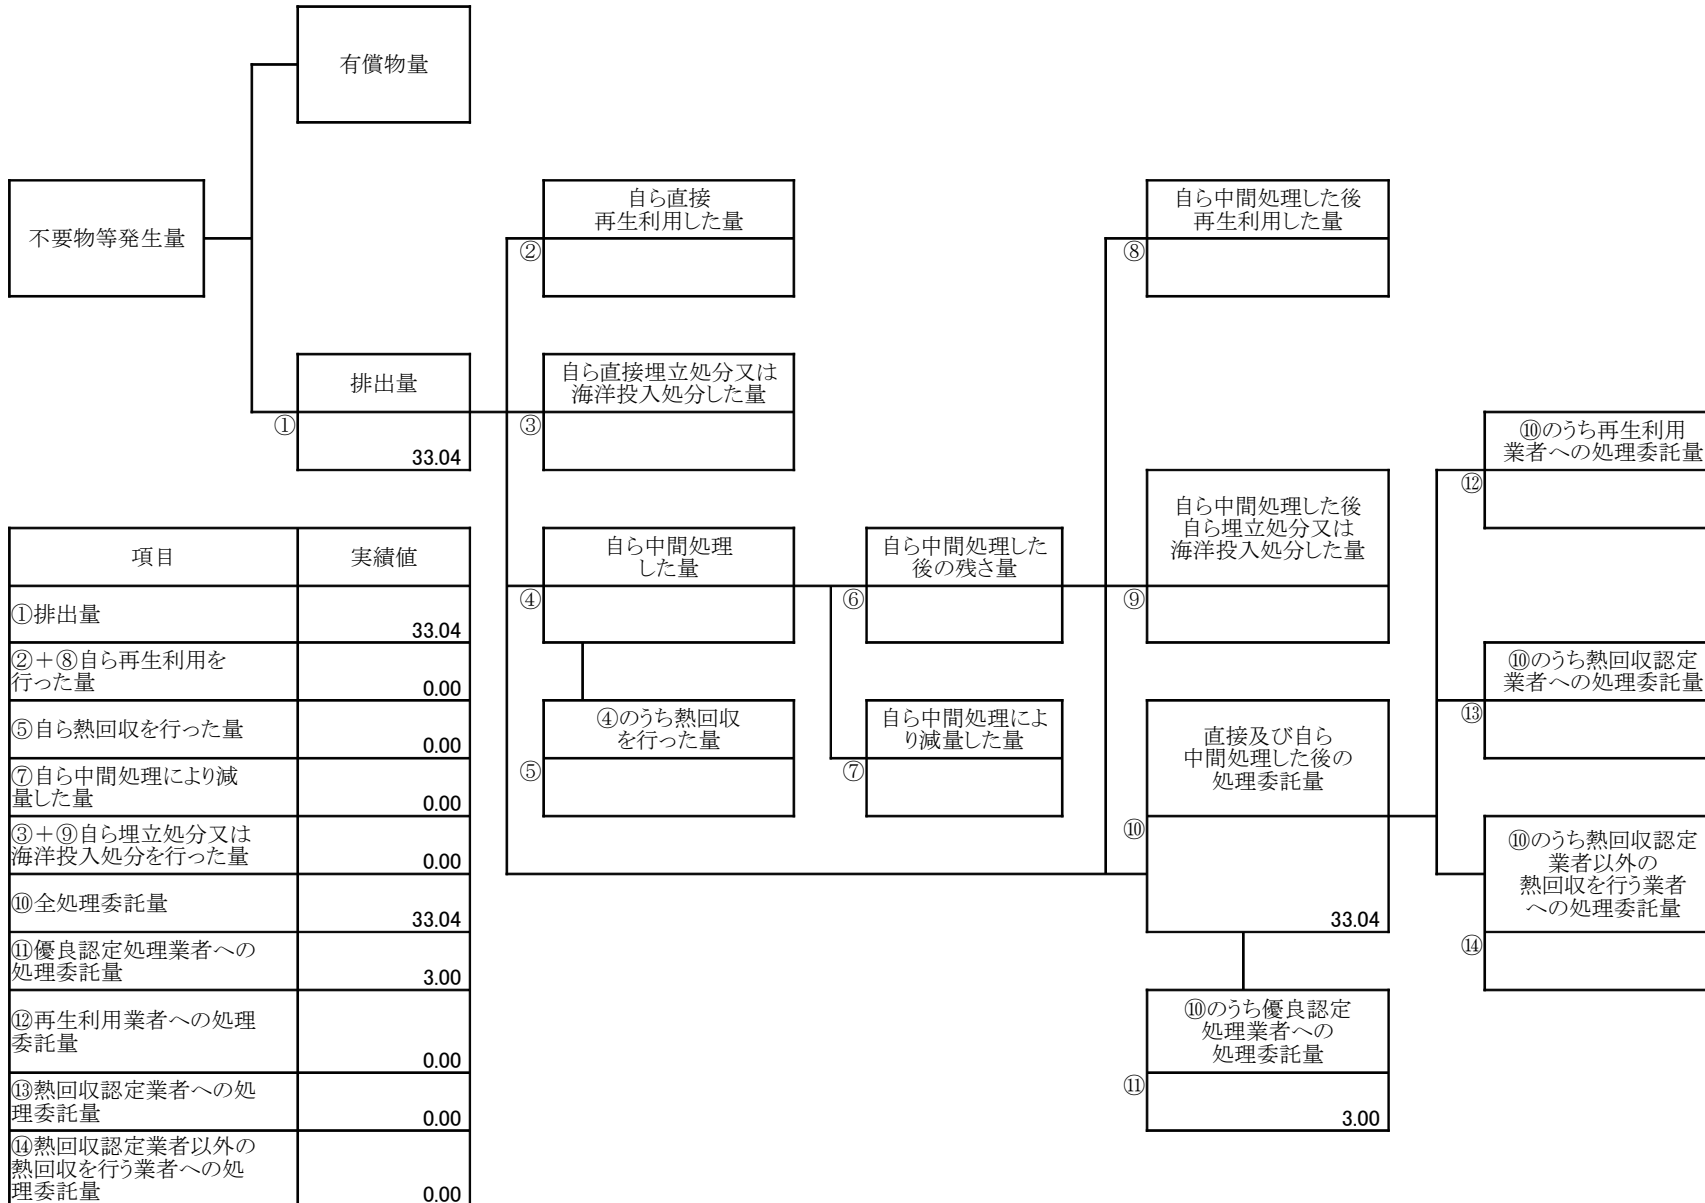 有償物量
不要物等発生量
自ら直接
再生利用した量
②
自ら中間処理した後
再生利用した量
⑧
排出量
①
33.04
自ら直接埋立処分又は
海洋投入処分した量
③
⑩のうち再生利用
業者への処理委託量
⑫
自ら中間処理した後
自ら埋立処分又は
海洋投入処分した量
⑨
自ら中間処理
した量
④
自ら中間処理した
後の残さ量
⑥
④のうち熱回収
を行った量
⑤
自ら中間処理によ
り減量した量
⑦
直接及び自ら
中間処理した後の
処理委託量
⑩
33.04
⑩のうち熱回収認定
業者への処理委託量
⑬
⑩のうち熱回収認定
業者以外の
熱回収を行う業者
への処理委託量
⑭
⑩のうち優良認定
処理業者への
処理委託量
⑪
3.00
項目 実績値
①排出量 33.04
②+⑧自ら再生利用を
行った量 0.00
⑤自ら熱回収を行った量 0.00
⑦自ら中間処理により減
量した量 0.00
③+⑨自ら埋立処分又は
海洋投入処分を行った量 0.00
⑩全処理委託量 33.04
⑪優良認定処理業者への
処理委託量 3.00
⑫再生利用業者への処理
委託量 0.00
⑬熱回収認定業者への処
理委託量 0.00
⑭熱回収認定業者以外の
熱回収を行う業者への処
理委託量 0.00